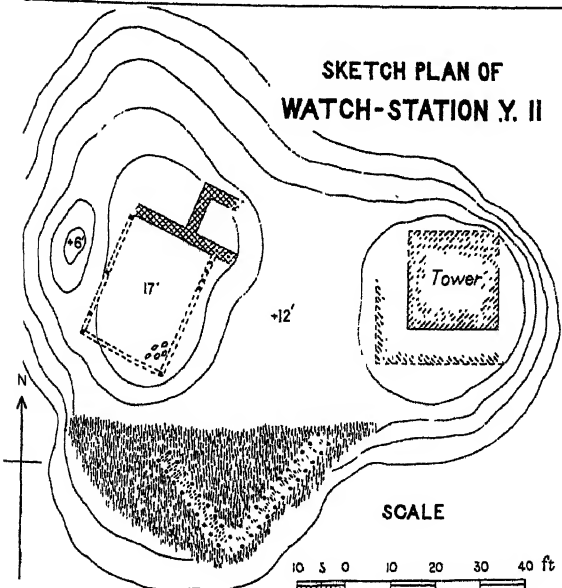 SKETCH PLAN OF
WATCH-STATION Y. II
+6'
17'
+12'
Tower
N
SCALE
10 5 0 10 20 30 40 ft